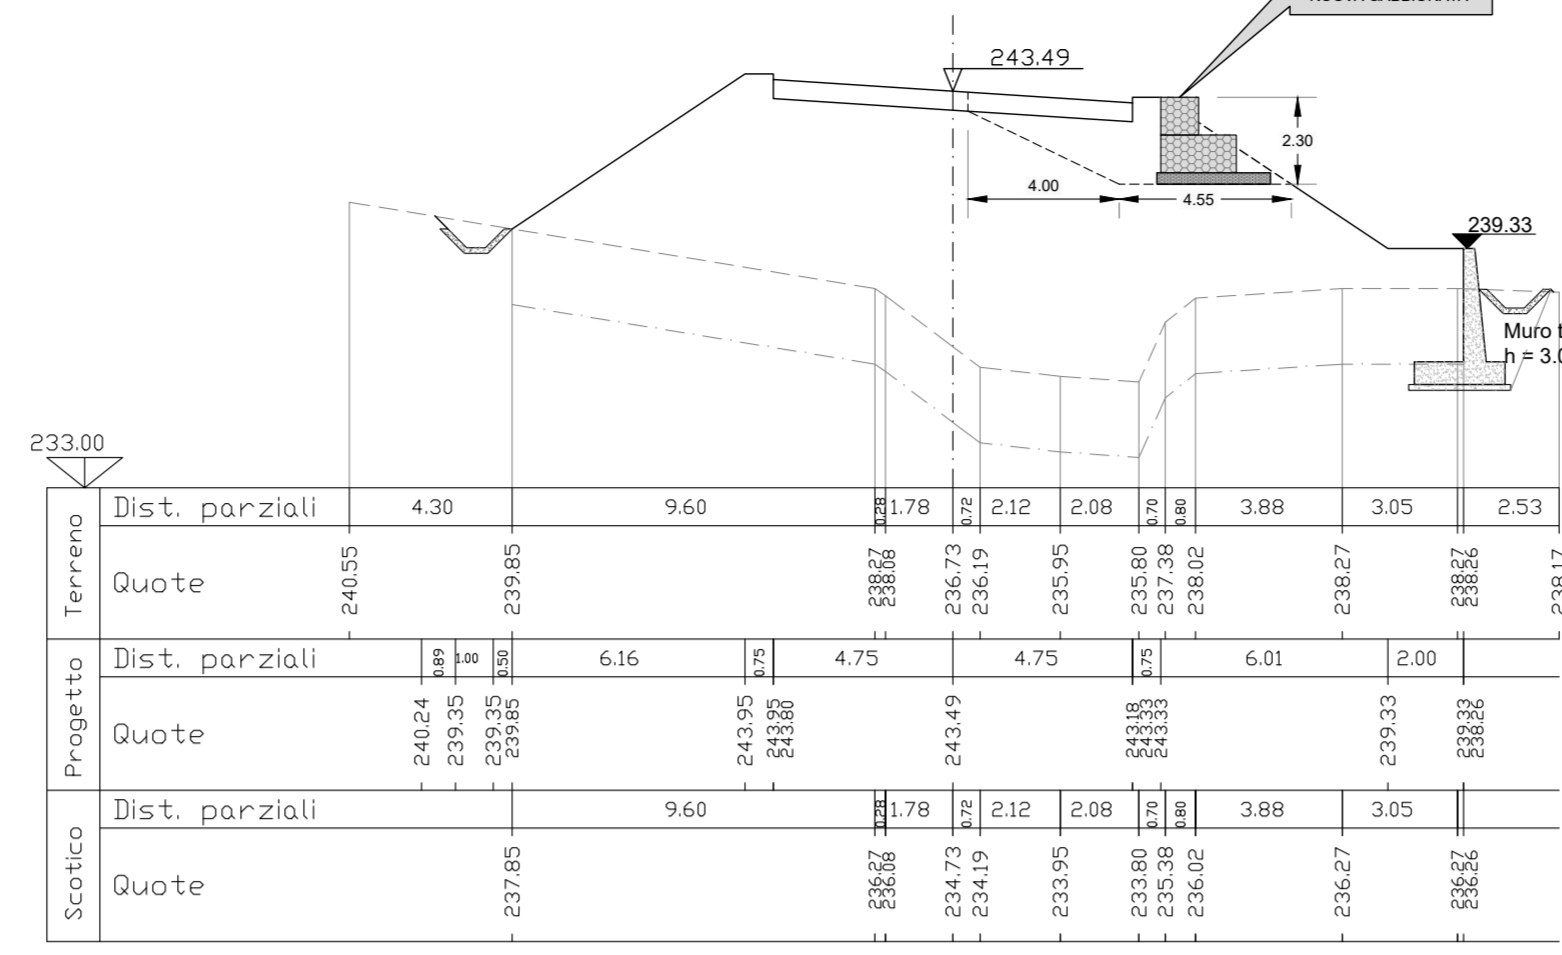 243.49
2.30
4.00
4.55
239.33
Muro t
h = 3.0
233.00
Terreno
Dist. parziali 4.30 9.60 0.28 1.78 0.72 2.12 2.08 0.70 0.80 3.88 3.05 2.53
Quote 240.55 239.85 238.27 238.08 236.73 236.19 235.95 235.80 237.38 238.02 238.27 238.27 238.26 238.17
Progetto
Dist. parziali 0.89 1.00 0.50 6.16 0.75 4.75 4.75 0.75 6.01 2.00
Quote 240.24 239.35 239.35 239.85 243.95 243.95 243.80 243.49 243.18 243.33 243.33 239.33 239.33 238.26
Scotico
Dist. parziali 9.60 0.28 1.78 0.72 2.12 2.08 0.70 0.80 3.88 3.05
Quote 237.85 236.27 236.08 234.73 234.19 233.95 233.80 235.38 236.02 236.27 236.27 236.26